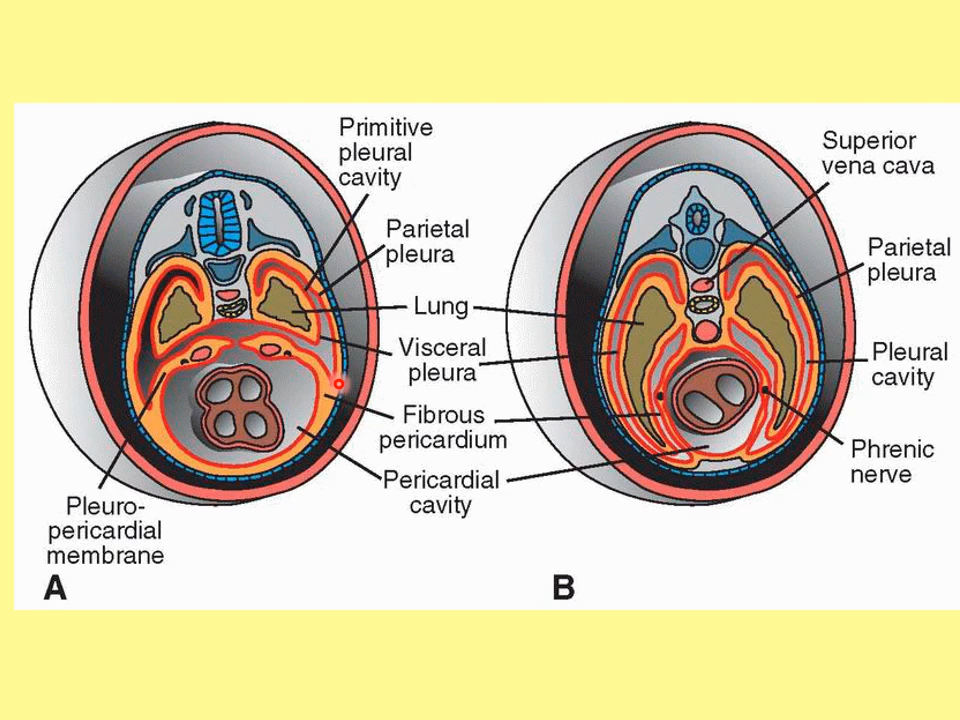 Primitive
pleural
cavity
Parietal
pleura
Lung
Visceral
pleura
Fibrous
pericardium
Pericardial
cavity
Pleuro-
pericardial
membrane
A
Superior
vena cava
Parietal
pleura
Pleural
cavity
Phrenic
nerve
B